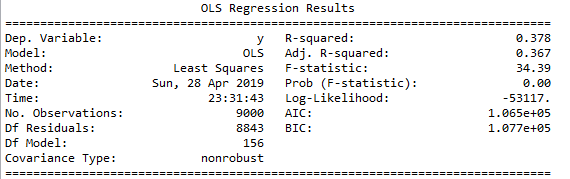 OLS Regression Results
==============================================================================
Dep. Variable:                      y   R-squared:                       0.378
Model:                            OLS   Adj. R-squared:                  0.367
Method:                 Least Squares   F-statistic:                     34.39
Date:                Sun, 28 Apr 2019   Prob (F-statistic):               0.00
Time:                        23:31:43   Log-Likelihood:                -53117.
No. Observations:                9000   AIC:                         1.065e+05
Df Residuals:                    8843   BIC:                         1.077e+05
Df Model:                         156
Covariance Type:            nonrobust
==============================================================================